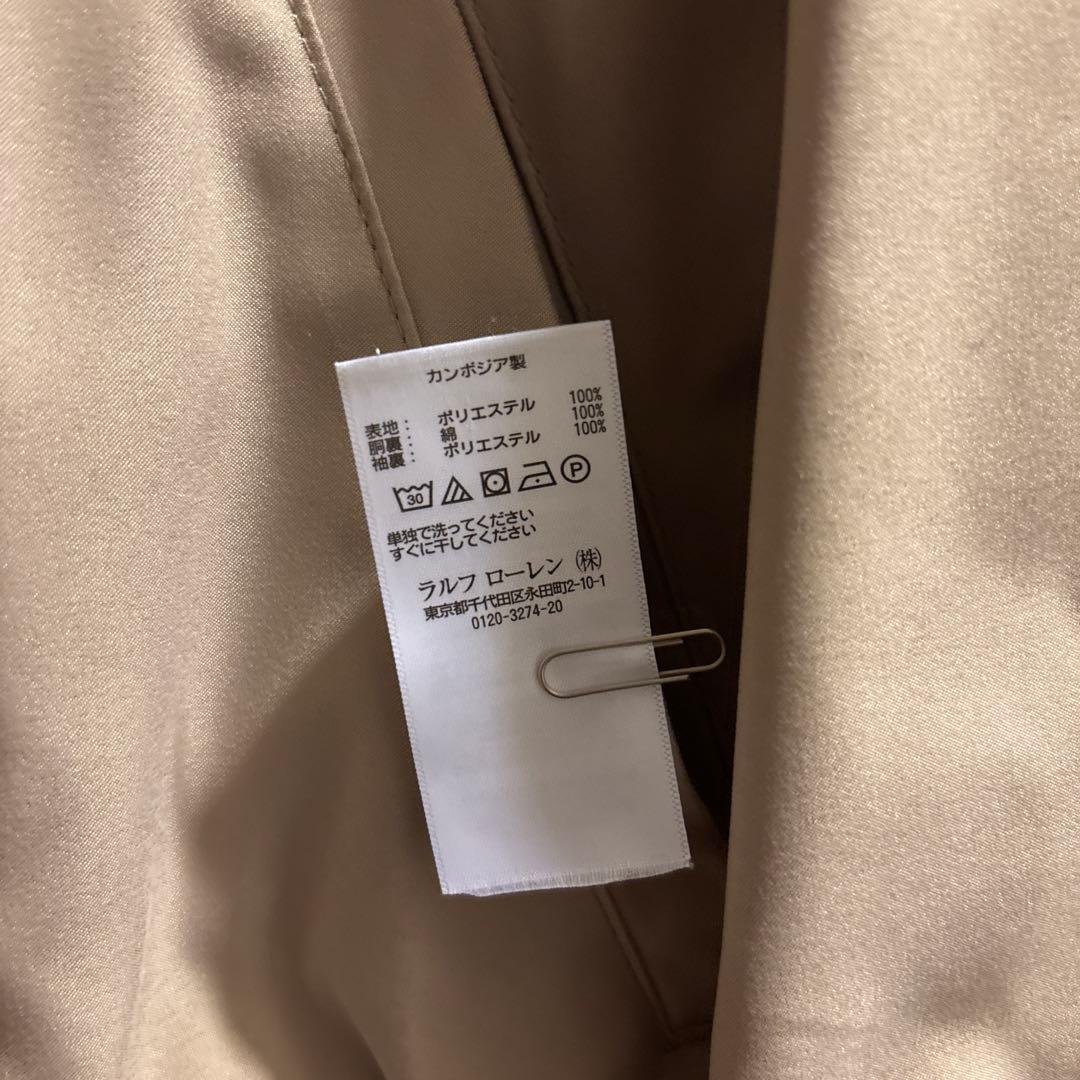 カンボジア製
表地： ポリエステル 100%
胴裏： 綿 100%
袖裏： ポリエステル 100%
30 P
単独で洗ってください
すぐに干してください
ラルフ ローレン（株）
東京都千代田区永田町2-10-1
0120-3274-20